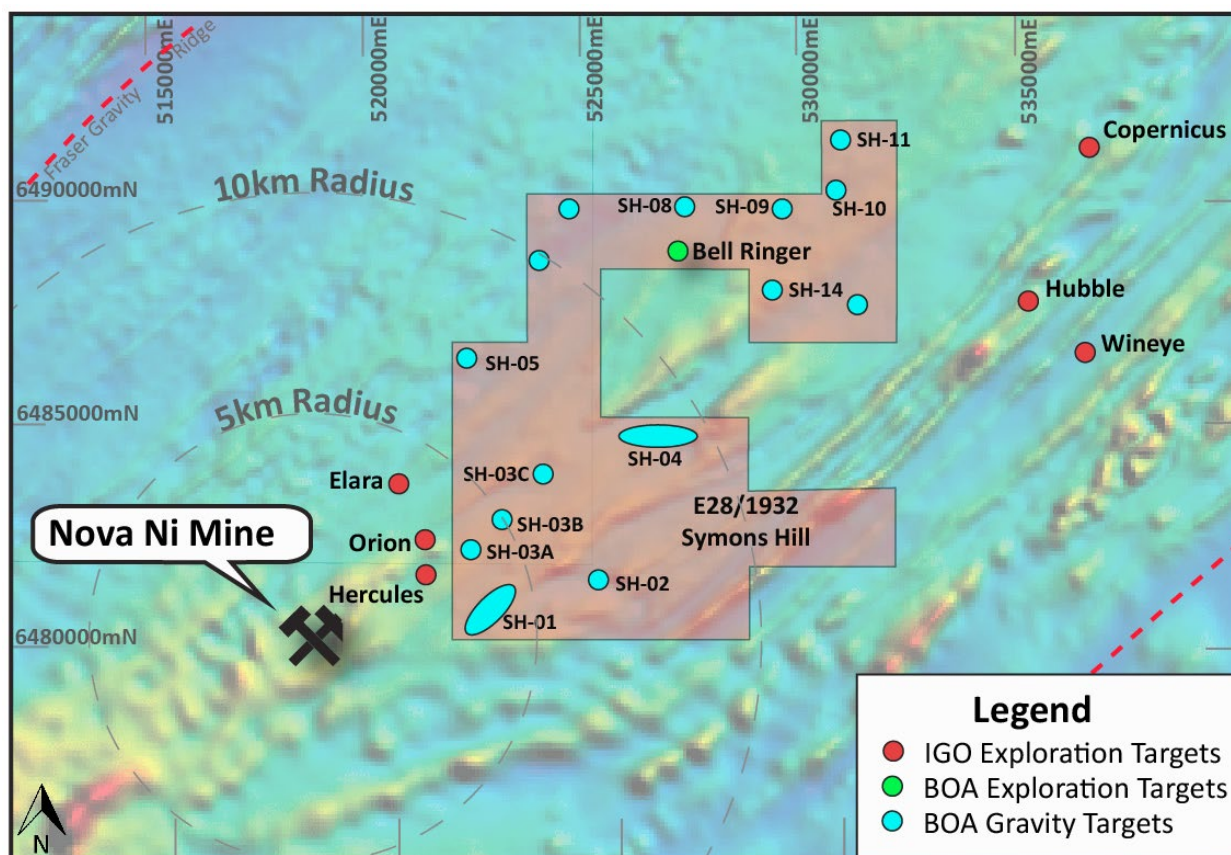 Fraser Gravity Ridge
515000mE
520000mE
525000mE
530000mE
535000mE
Copernicus
SH-11
6490000mN
10km Radius
SH-08
SH-09
SH-10
Bell Ringer
SH-14
Hubble
Wineye
SH-05
5km Radius
6485000mN
SH-04
SH-03C
Elara
E28/1932
Symons Hill
Nova Ni Mine
SH-03B
Orion
SH-03A
SH-02
Hercules
SH-01
6480000mN
Legend
IGO Exploration Targets
BOA Exploration Targets
BOA Gravity Targets
N